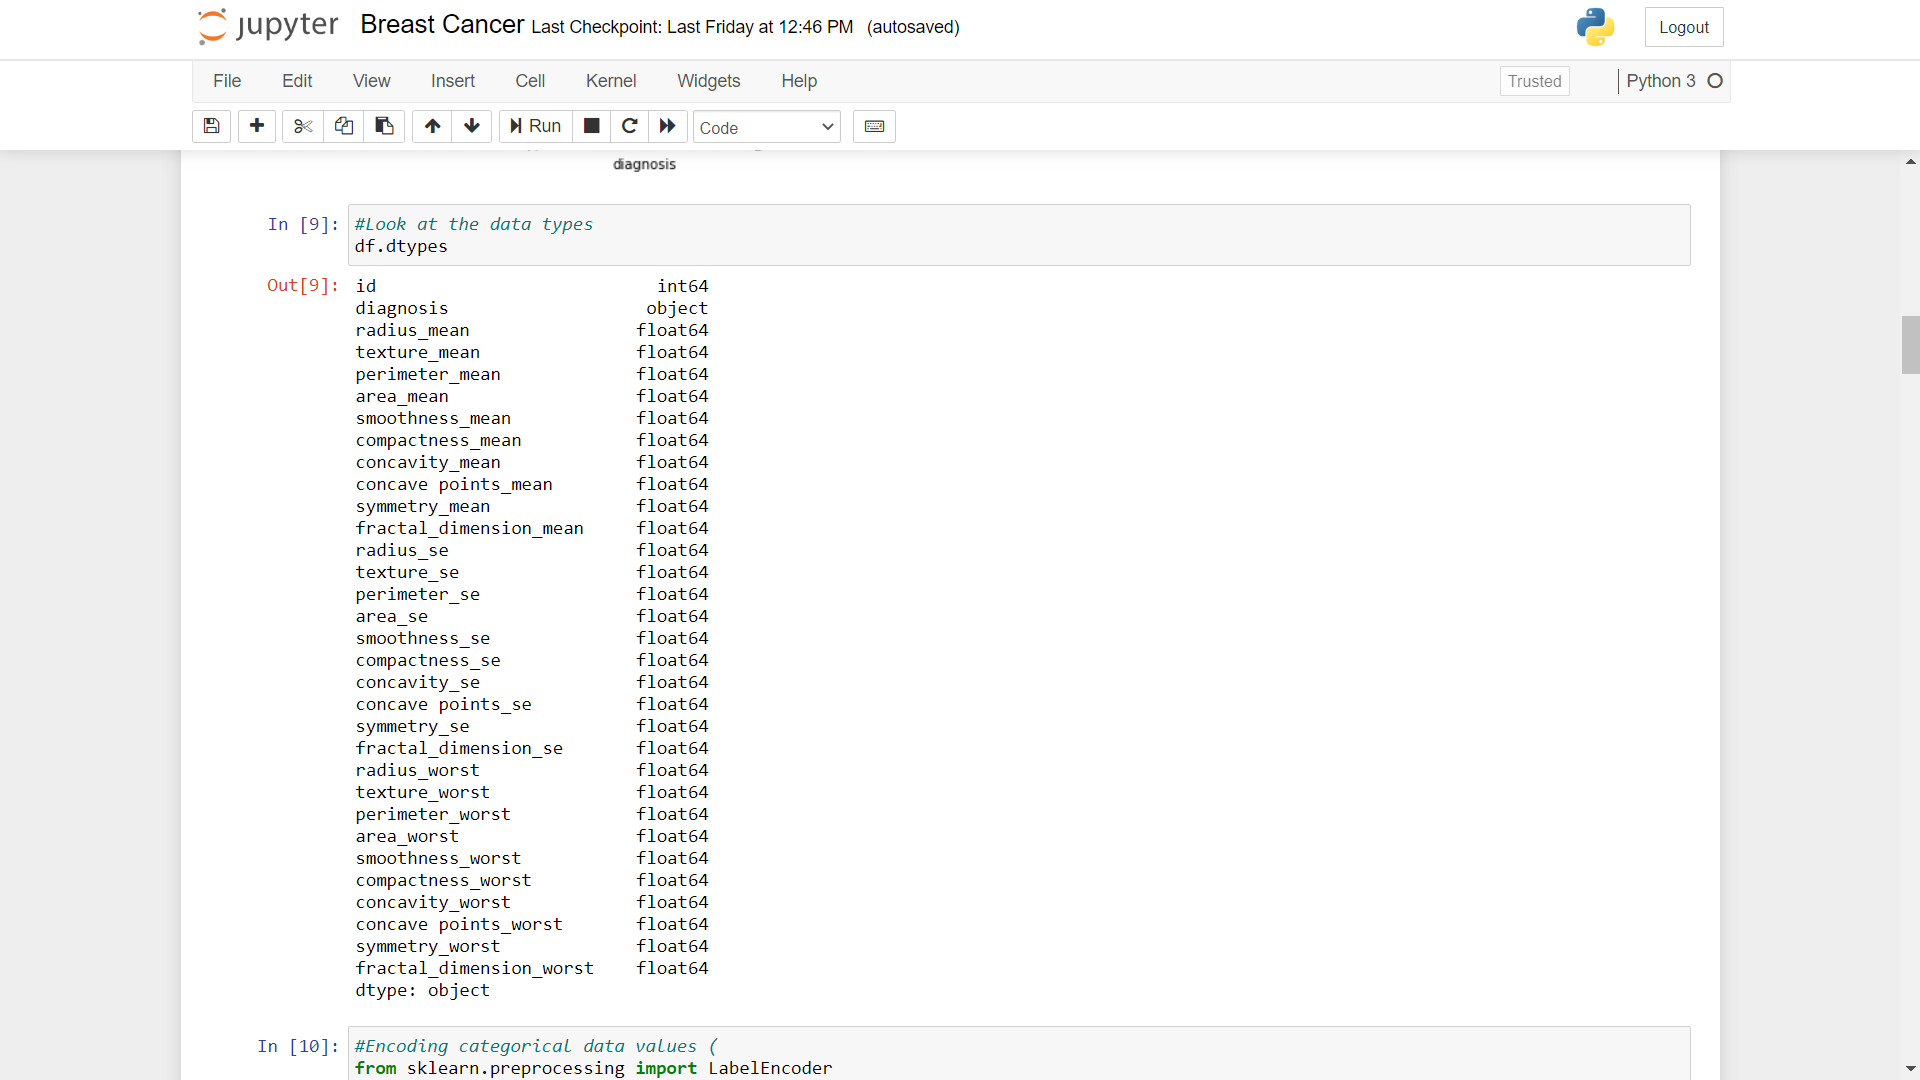 jupyter Breast Cancer Last Checkpoint: Last Friday at 12:46 PM (autosaved) Logout
File Edit View Insert Cell Kernel Widgets Help Trusted Python 3
Run Code
diagnosis
In [9]: #Look at the data types
df.dtypes
Out[9]: id int64
diagnosis object
radius_mean float64
texture_mean float64
perimeter_mean float64
area_mean float64
smoothness_mean float64
compactness_mean float64
concavity_mean float64
concave points_mean float64
symmetry_mean float64
fractal_dimension_mean float64
radius_se float64
texture_se float64
perimeter_se float64
area_se float64
smoothness_se float64
compactness_se float64
concavity_se float64
concave points_se float64
symmetry_se float64
fractal_dimension_se float64
radius_worst float64
texture_worst float64
perimeter_worst float64
area_worst float64
smoothness_worst float64
compactness_worst float64
concavity_worst float64
concave points_worst float64
symmetry_worst float64
fractal_dimension_worst float64
dtype: object
In [10]: #Encoding categorical data values (
from sklearn.preprocessing import LabelEncoder